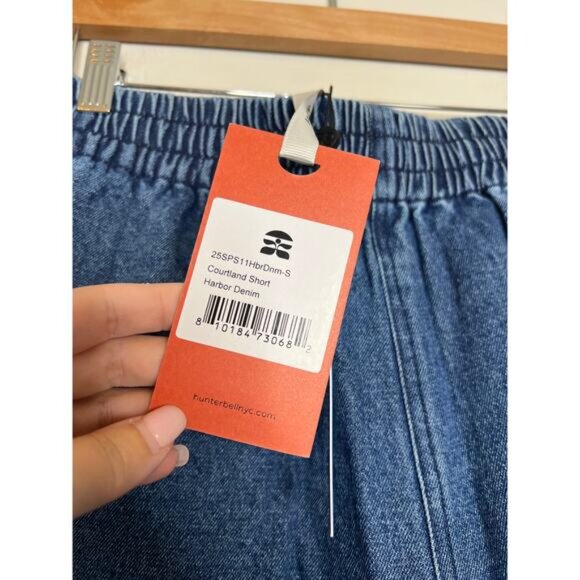 25SPS11HbrDnm-S
Courtland Short
Harbor Denim
8 10184 73068 2
hunterbellnyc.com